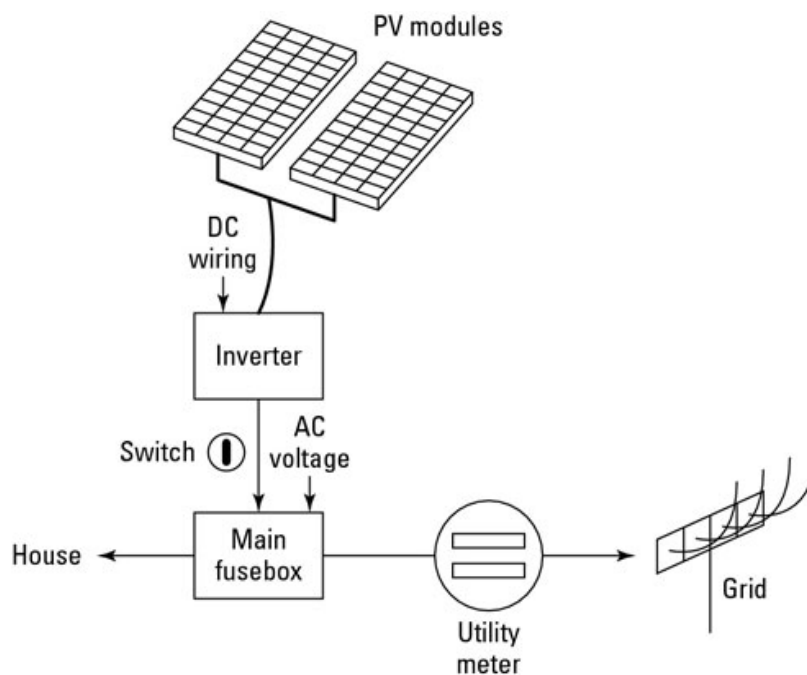 PV modules
DC
wiring
Inverter
Switch
AC
voltage
House
Main
fusebox
Utility
meter
Grid